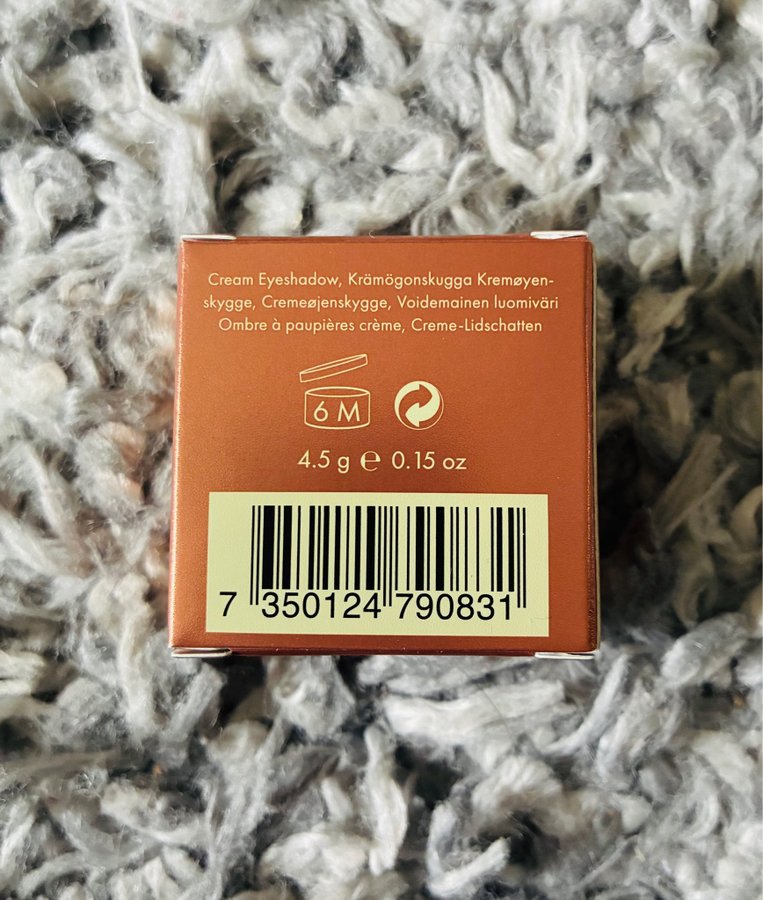 Cream Eyeshadow, Krämögonskugga Kremøyen-
skygge, Cremeøjenskygge, Voidemainen luomiväri
Ombre à paupières crème, Creme-Lidschatten
6 M
4.5 g ℮ 0.15 oz
7 350124 790831